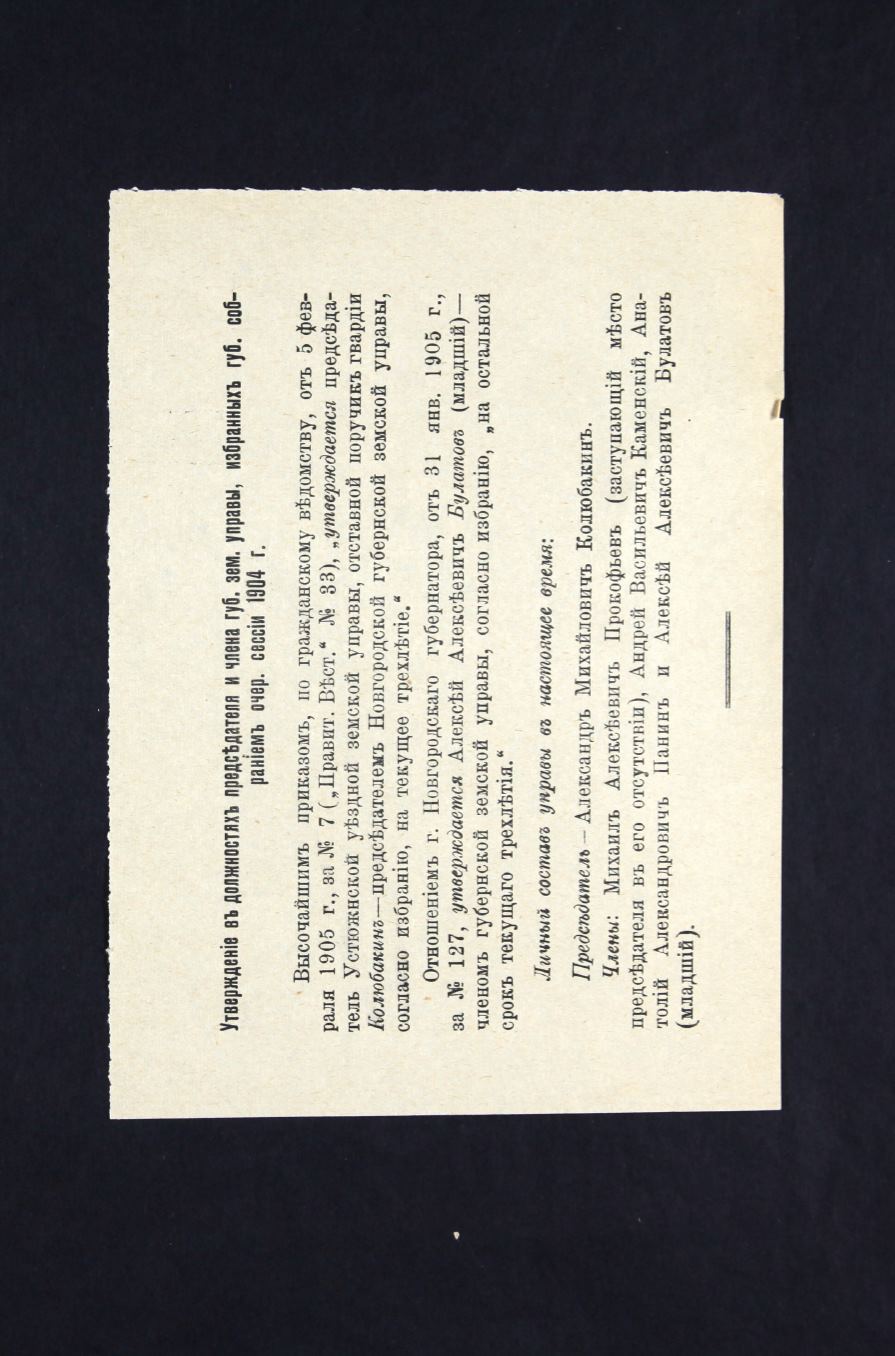 Утвержденіе въ должностяхъ предсѣдателя и члена губ. зем. управы, избранныхъ губ. соб-
раніемъ очер. сессіи 1904 г.
Высочайшимъ приказомъ, по гражданскому вѣдомству, отъ 5 фев-
раля 1905 г., за № 7 („Правит. Вѣст.“ № 33), „утверждается предсѣда-
тель Устюжнской уѣздной земской управы, отставной поручикъ гвардіи
Колюбакинъ—предсѣдателемъ Новгородской губернской земской управы,
согласно избранію, на текущее трехлѣтіе.“
Отношеніемъ г. Новгородскаго губернатора, отъ 31 янв. 1905 г.,
за № 127, утверждается Алексѣй Алексѣевичъ Булатовъ (младшій)—
членомъ губернской земской управы, согласно избранію, „на остальной
срокъ текущаго трехлѣтія.“
Личный составъ управы въ настоящее время:
Предсѣдатель — Александръ Михайловичъ Колюбакинъ.
Члены: Михаилъ Алексѣевичъ Прокофьевъ (заступающій мѣсто
предсѣдателя въ его отсутствіи), Андрей Васильевичъ Каменскій, Ана-
толій Александровичъ Панинъ и Алексѣй Алексѣевичъ Булатовъ
(младшій).